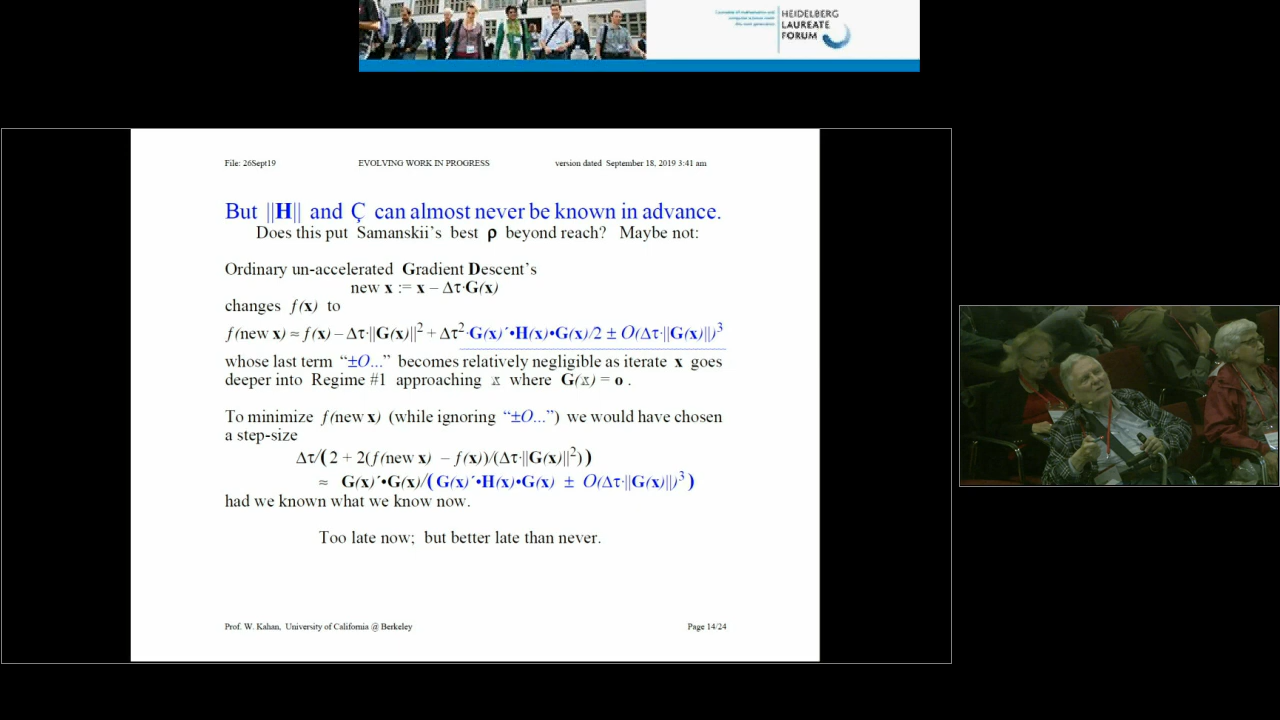 HEIDELBERG
LAUREATE
FORUM
File: 26Sept19 EVOLVING WORK IN PROGRESS version dated September 18, 2019 3:41 am
But ||H|| and Ç can almost never be known in advance.
Does this put Samanskii’s best ρ beyond reach? Maybe not:
Ordinary un-accelerated Gradient Descent’s
new x := x – Δτ·G(x)
changes ƒ(x) to
ƒ(new x) ≈ ƒ(x) – Δτ·||G(x)||² + Δτ²·G(x)´•H(x)•G(x)/2 ± O(Δτ·||G(x)||)³
whose last term “±O...” becomes relatively negligible as iterate x goes
deeper into Regime #1 approaching x where G(x) = o .
To minimize ƒ(new x) (while ignoring “±O...”) we would have chosen
a step-size
Δτ/( 2 + 2(ƒ(new x) – ƒ(x))/(Δτ·||G(x)||²) )
≈ G(x)´•G(x)/( G(x)´•H(x)•G(x) ± O(Δτ·||G(x)||)³ )
had we known what we know now.
Too late now; but better late than never.
Prof. W. Kahan, University of California @ Berkeley Page 14/24